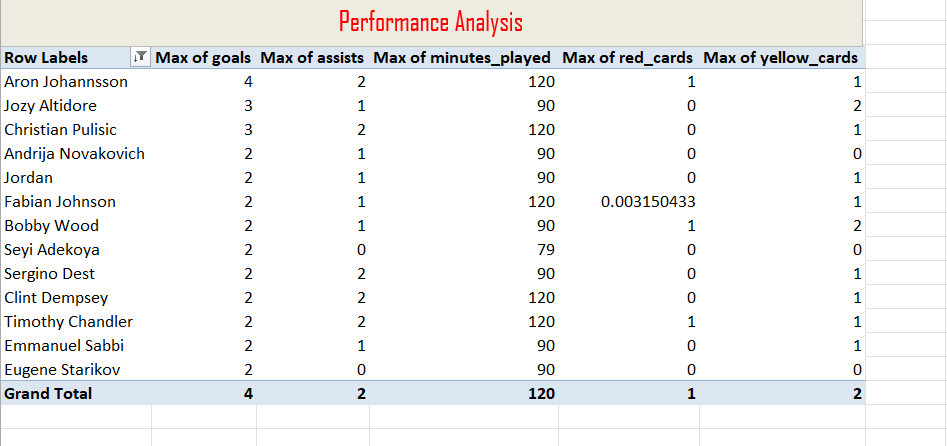 Performance Analysis
Row Labels Max of goals Max of assists Max of minutes_played Max of red_cards Max of yellow_cards
Aron Johannsson 4 2 120 1 1
Jozy Altidore 3 1 90 0 2
Christian Pulisic 3 2 120 0 1
Andrija Novakovich 2 1 90 0 0
Jordan 2 1 90 0 1
Fabian Johnson 2 1 120 0.003150433 1
Bobby Wood 2 1 90 1 2
Seyi Adekoya 2 0 79 0 0
Sergino Dest 2 2 90 0 1
Clint Dempsey 2 2 120 0 1
Timothy Chandler 2 2 120 1 1
Emmanuel Sabbi 2 1 90 0 1
Eugene Starikov 2 0 90 0 0
Grand Total 4 2 120 1 2